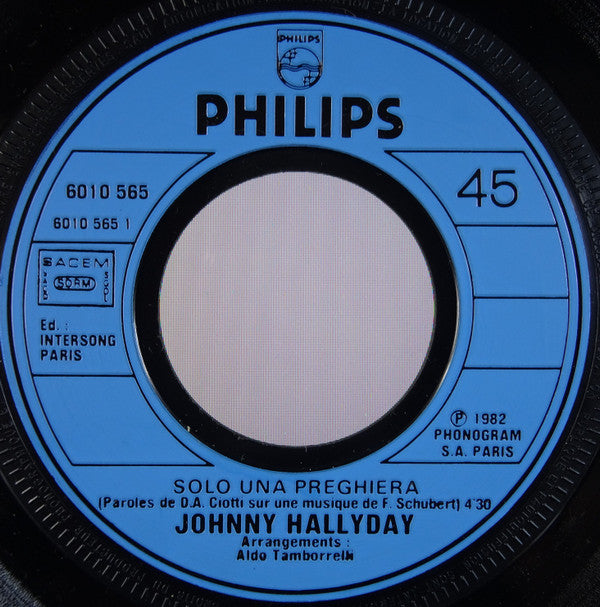 PHILIPS
PHILIPS
6010 565
6010 565 1
45
SACEM
SDRM
Ed. :
INTERSONG
PARIS
℗ 1982
PHONOGRAM
S.A. PARIS
SOLO UNA PREGHIERA
(Paroles de D.A. Ciotti sur une musique de F. Schubert) 4'30
JOHNNY HALLYDAY
Arrangements :
Aldo Tamborrelli